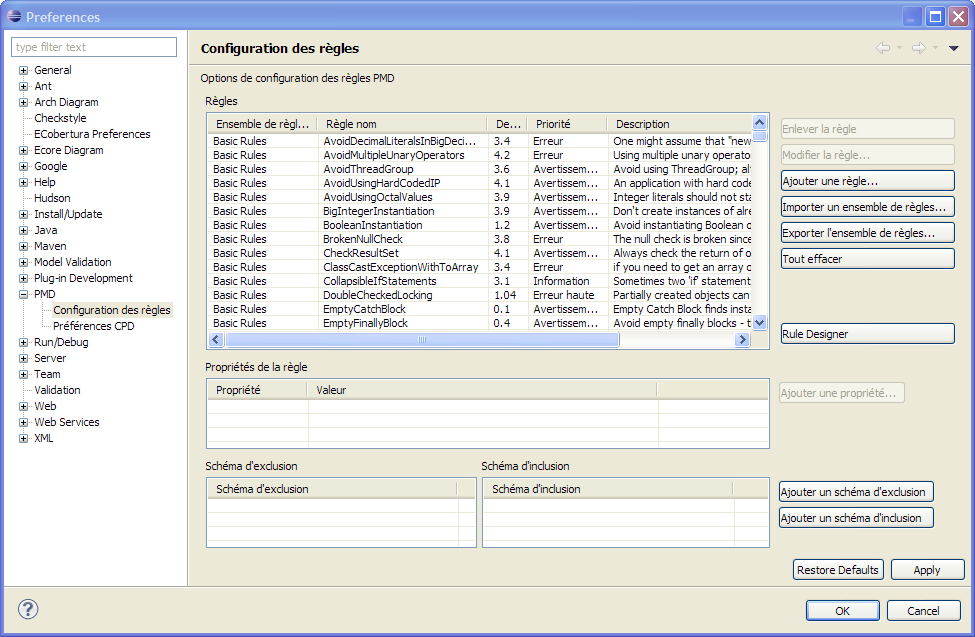 Preferences
type filter text
General
Ant
Arch Diagram
Checkstyle
ECobertura Preferences
Ecore Diagram
Google
Help
Hudson
Install/Update
Java
Maven
Model Validation
Plug-in Development
PMD
Configuration des règles
Préférences CPD
Run/Debug
Server
Team
Validation
Web
Web Services
XML
Configuration des règles
Options de configuration des règles PMD
Règles
Ensemble de règl... Règle nom De... Priorité Description
Basic Rules AvoidDecimalLiteralsInBigDeci... 3.4 Erreur One might assume that "new
Basic Rules AvoidMultipleUnaryOperators 4.2 Erreur Using multiple unary operato
Basic Rules AvoidThreadGroup 3.6 Avertissem... Avoid using ThreadGroup; al
Basic Rules AvoidUsingHardCodedIP 4.1 Avertissem... An application with hard code
Basic Rules AvoidUsingOctalValues 3.9 Avertissem... Integer literals should not sta
Basic Rules BigIntegerInstantiation 3.9 Avertissem... Don't create instances of alre
Basic Rules BooleanInstantiation 1.2 Avertissem... Avoid instantiating Boolean o
Basic Rules BrokenNullCheck 3.8 Erreur The null check is broken since
Basic Rules CheckResultSet 4.1 Avertissem... Always check the return of o
Basic Rules ClassCastExceptionWithToArray 3.4 Erreur if you need to get an array o
Basic Rules CollapsibleIfStatements 3.1 Information Sometimes two 'if' statement
Basic Rules DoubleCheckedLocking 1.04 Erreur haute Partially created objects can
Basic Rules EmptyCatchBlock 0.1 Avertissem... Empty Catch Block finds insta
Basic Rules EmptyFinallyBlock 0.4 Avertissem... Avoid empty finally blocks - t
Enlever la règle
Modifier la règle...
Ajouter une règle...
Importer un ensemble de règles...
Exporter l'ensemble de règles...
Tout effacer
Rule Designer
Propriétés de la règle
Propriété Valeur
Ajouter une propriété...
Schéma d'exclusion Schéma d'inclusion
Schéma d'exclusion Schéma d'inclusion
Ajouter un schéma d'exclusion
Ajouter un schéma d'inclusion
Restore Defaults Apply
? OK Cancel